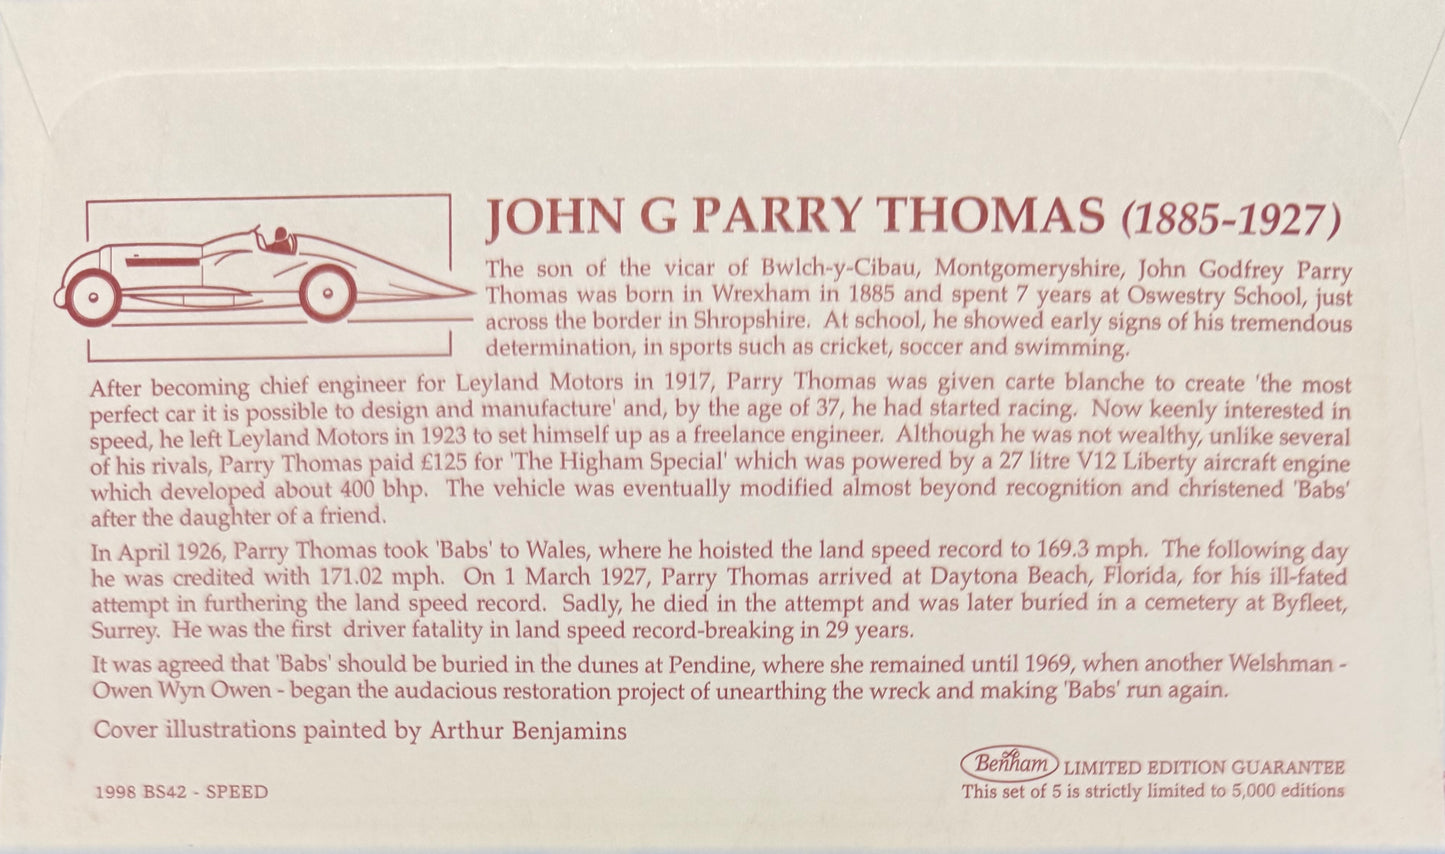 JOHN G PARRY THOMAS (1885-1927)
The son of the vicar of Bwlch-y-Cibau, Montgomeryshire, John Godfrey Parry
Thomas was born in Wrexham in 1885 and spent 7 years at Oswestry School, just
across the border in Shropshire. At school, he showed early signs of his tremendous
determination, in sports such as cricket, soccer and swimming.
After becoming chief engineer for Leyland Motors in 1917, Parry Thomas was given carte blanche to create 'the most
perfect car it is possible to design and manufacture' and, by the age of 37, he had started racing. Now keenly interested in
speed, he left Leyland Motors in 1923 to set himself up as a freelance engineer. Although he was not wealthy, unlike several
of his rivals, Parry Thomas paid £125 for 'The Higham Special' which was powered by a 27 litre V12 Liberty aircraft engine
which developed about 400 bhp. The vehicle was eventually modified almost beyond recognition and christened 'Babs'
after the daughter of a friend.
In April 1926, Parry Thomas took 'Babs' to Wales, where he hoisted the land speed record to 169.3 mph. The following day
he was credited with 171.02 mph. On 1 March 1927, Parry Thomas arrived at Daytona Beach, Florida, for his ill-fated
attempt in furthering the land speed record. Sadly, he died in the attempt and was later buried in a cemetery at Byfleet,
Surrey. He was the first driver fatality in land speed record-breaking in 29 years.
It was agreed that 'Babs' should be buried in the dunes at Pendine, where she remained until 1969, when another Welshman -
Owen Wyn Owen - began the audacious restoration project of unearthing the wreck and making 'Babs' run again.
Cover illustrations painted by Arthur Benjamins
Benham LIMITED EDITION GUARANTEE
1998 BS42 - SPEED
This set of 5 is strictly limited to 5,000 editions